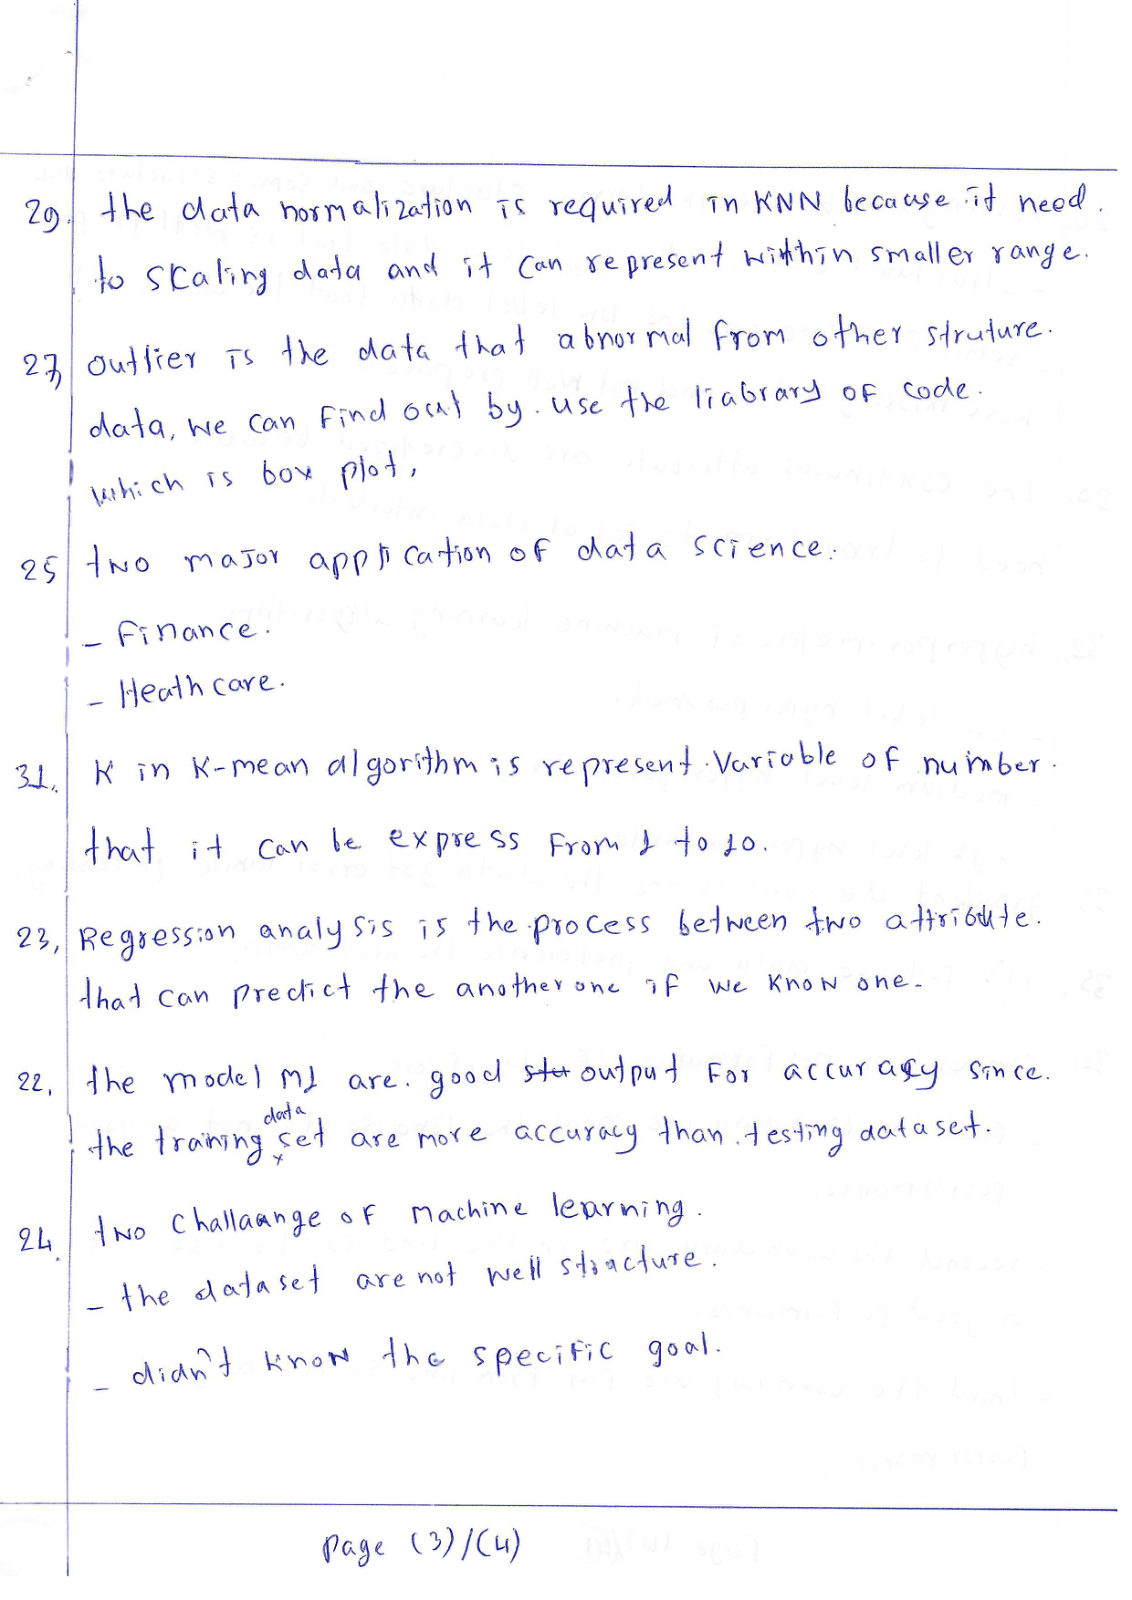 29. the data normalization is required in KNN because it need.
to skaling data and it can represent withhin smaller range.
27, outlier is the data that abnormal from other struture.
data, we can find out by. use the liabrary of code.
which is box plot,
25 two major application of data science.
- Finance.
- Heathcare.
31. K in K-mean algorithm is represent variable of number.
that it can be express from 1 to 10.
23, Regression analysis is the process between two attribute.
that can predict the another one if we know one.
22, the model M1 are. good stu output for accuracy since.
the training data set are more accuracy than. testing dataset.
24. two challaange of machine learning.
- the dataset are not well structure.
- didn't know the specific goal.
page (3)/(4)